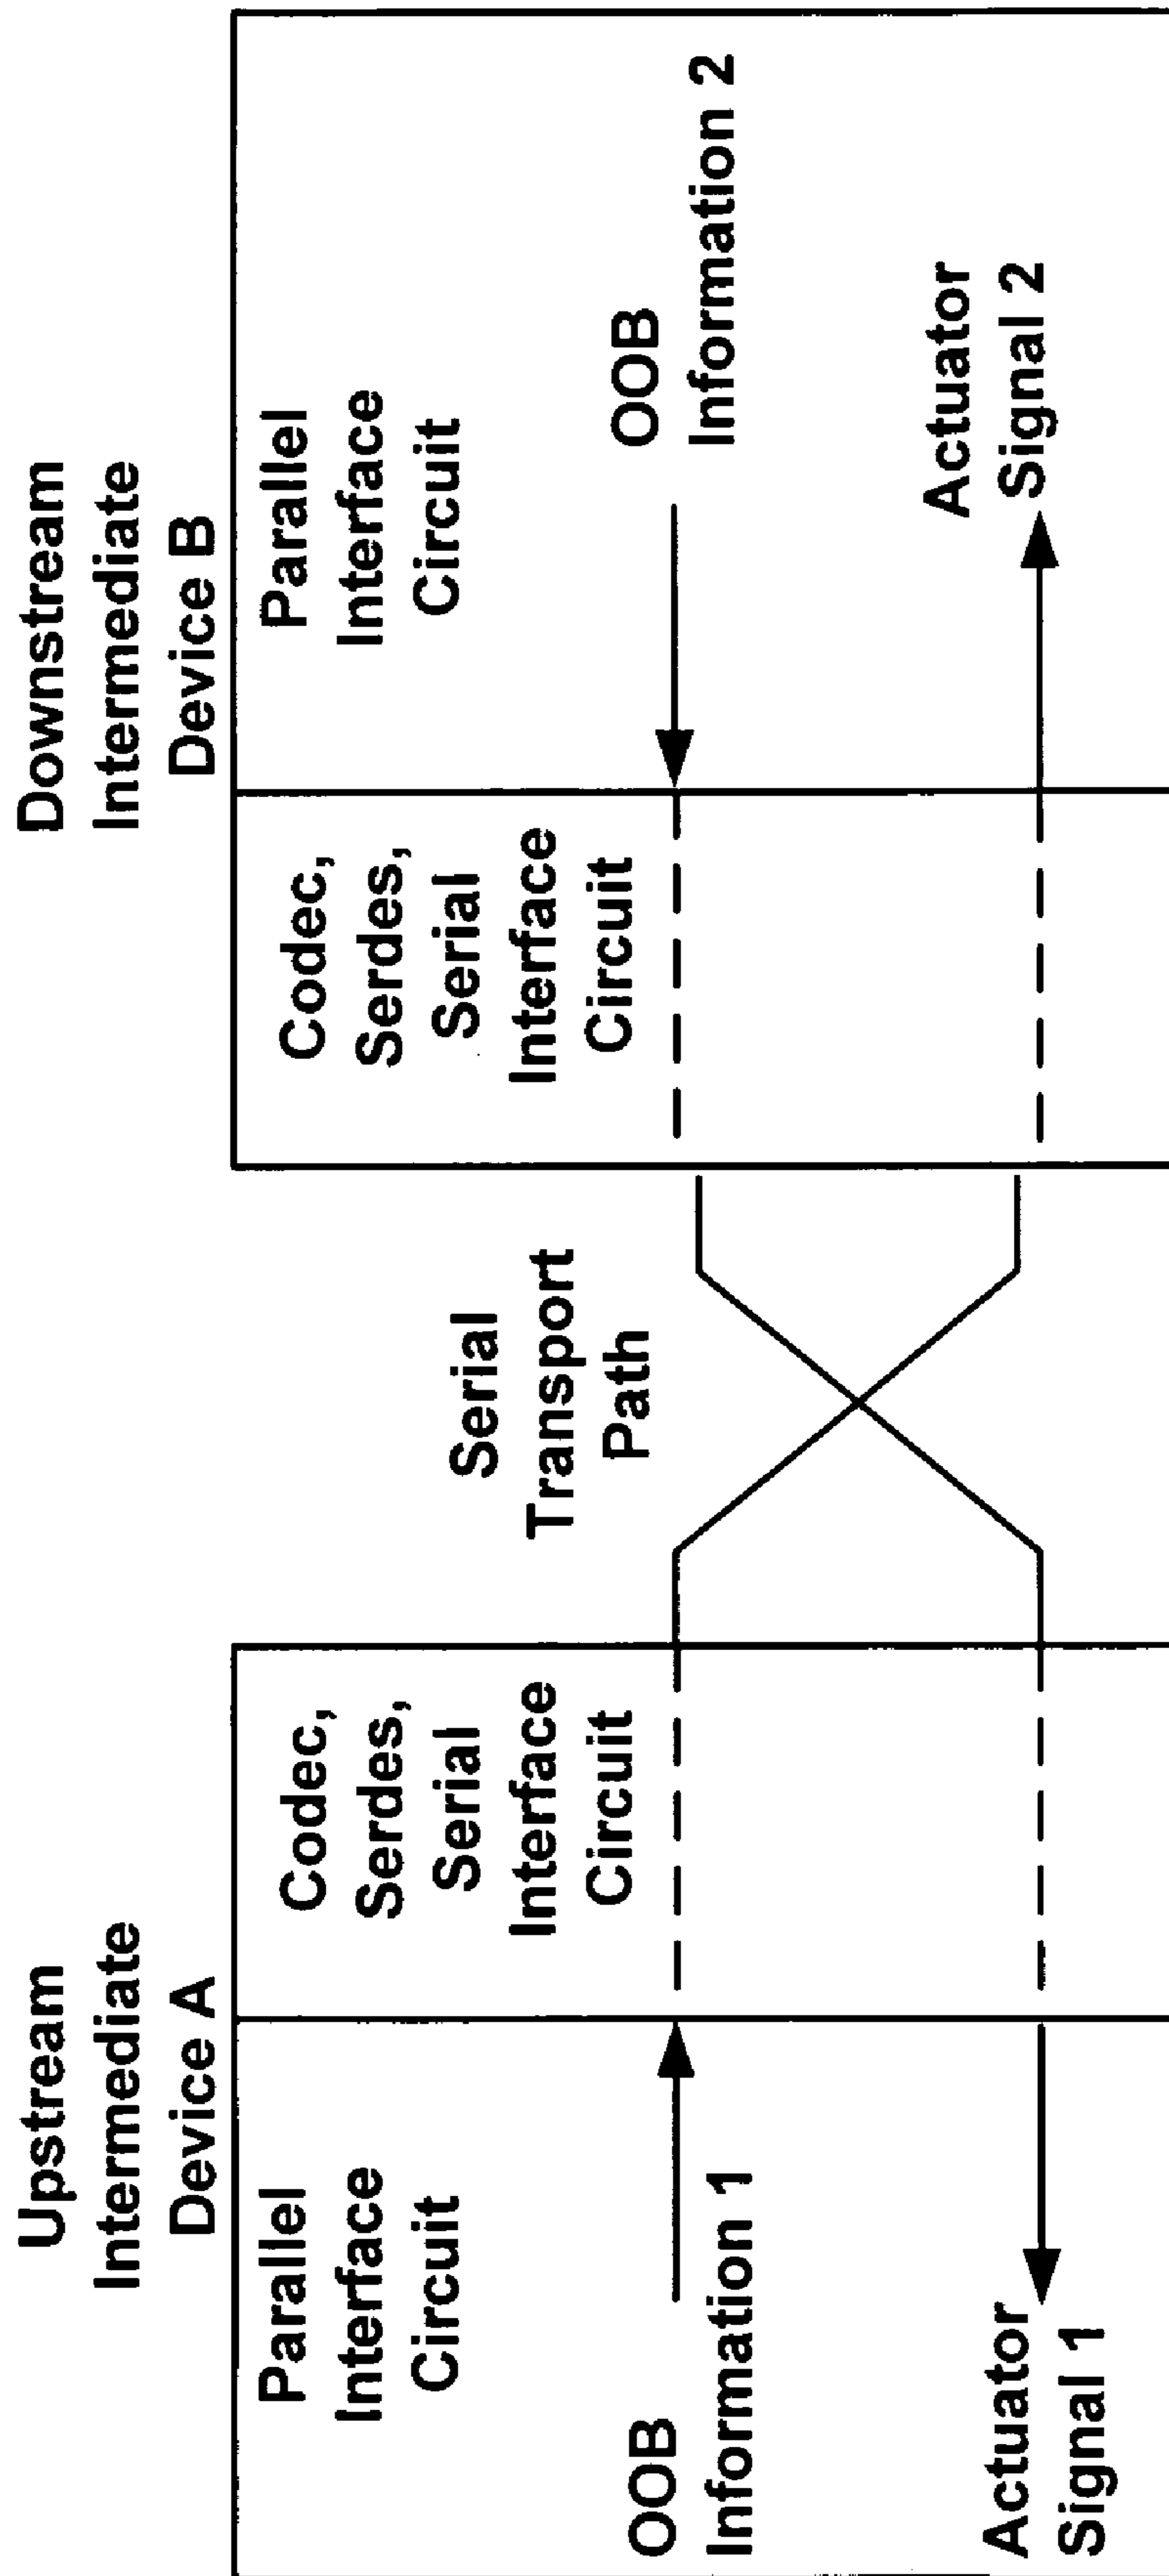 Upstream
Intermediate
Device A
Parallel
Interface
Circuit
OOB
Information 1
Actuator
Signal 1
Codec,
Serdes,
Serial
Interface
Circuit
Serial
Transport
Path
Downstream
Intermediate
Device B
Codec,
Serdes,
Serial
Interface
Circuit
Parallel
Interface
Circuit
OOB
Information 2
Actuator
Signal 2